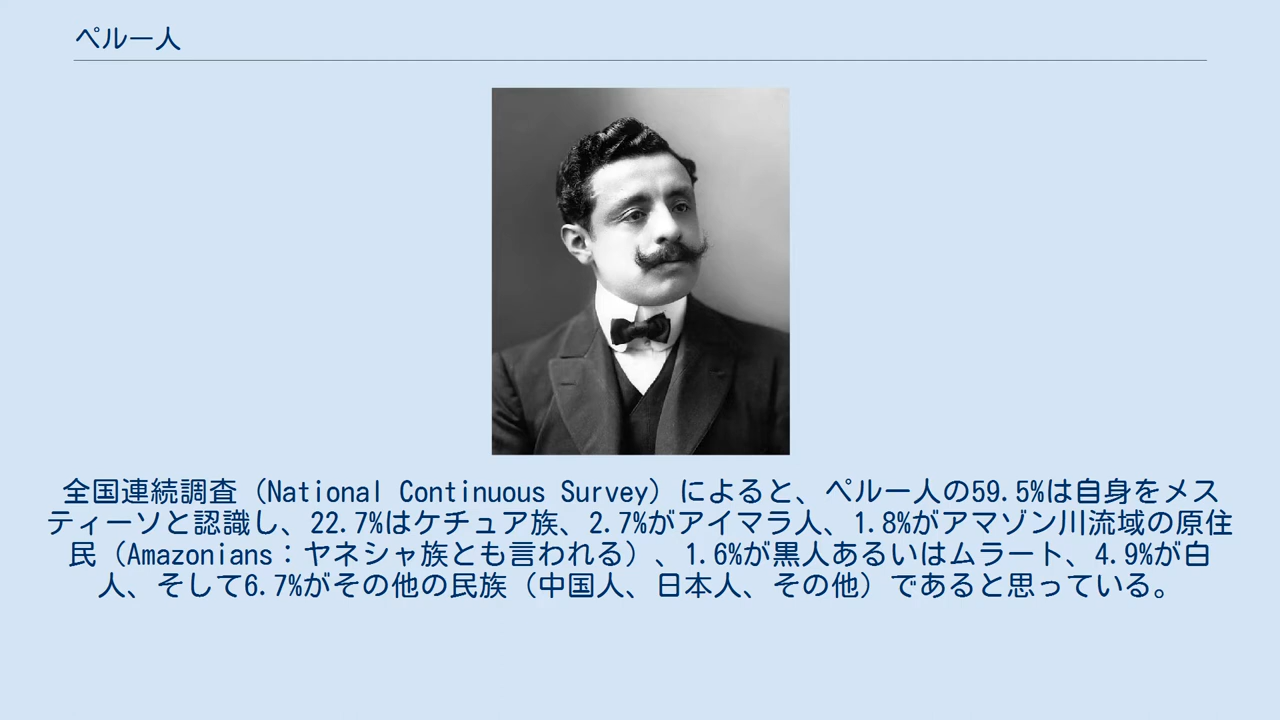 ペルー人
全国連続調査（National Continuous Survey）によると、ペルー人の59.5%は自身をメス
ティーソと認識し、22.7%はケチュア族、2.7%がアイマラ人、1.8%がアマゾン川流域の原住
民（Amazonians：ヤネシャ族とも言われる）、1.6%が黒人あるいはムラート、4.9%が白
人、そして6.7%がその他の民族（中国人、日本人、その他）であると思っている。